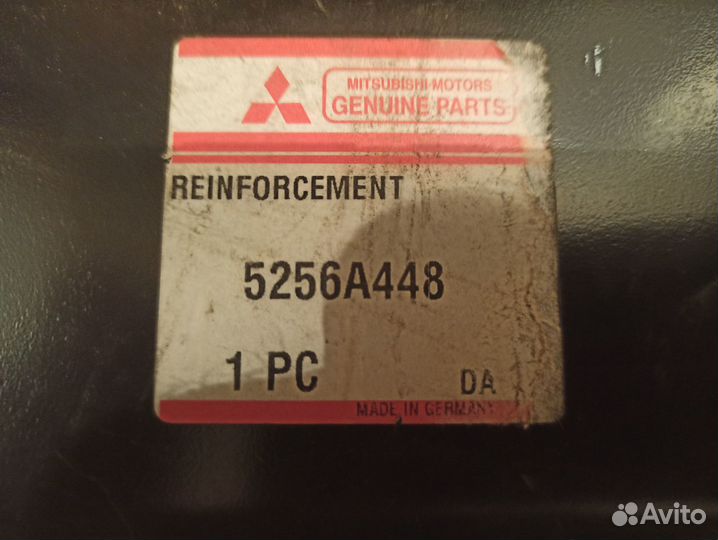 MITSUBISHI MOTORS
GENUINE PARTS
REINFORCEMENT
5256A448
1 PC DA
MADE IN GERMANY
Avito